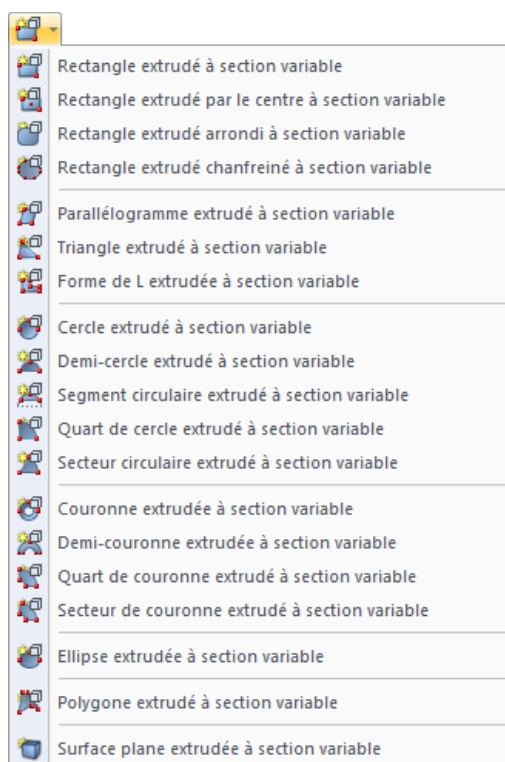 Rectangle extrudé à section variable
Rectangle extrudé par le centre à section variable
Rectangle extrudé arrondi à section variable
Rectangle extrudé chanfreiné à section variable
Parallélogramme extrudé à section variable
Triangle extrudé à section variable
Forme de L extrudée à section variable
Cercle extrudé à section variable
Demi-cercle extrudé à section variable
Segment circulaire extrudé à section variable
Quart de cercle extrudé à section variable
Secteur circulaire extrudé à section variable
Couronne extrudée à section variable
Demi-couronne extrudée à section variable
Quart de couronne extrudé à section variable
Secteur de couronne extrudé à section variable
Ellipse extrudée à section variable
Polygone extrudé à section variable
Surface plane extrudée à section variable